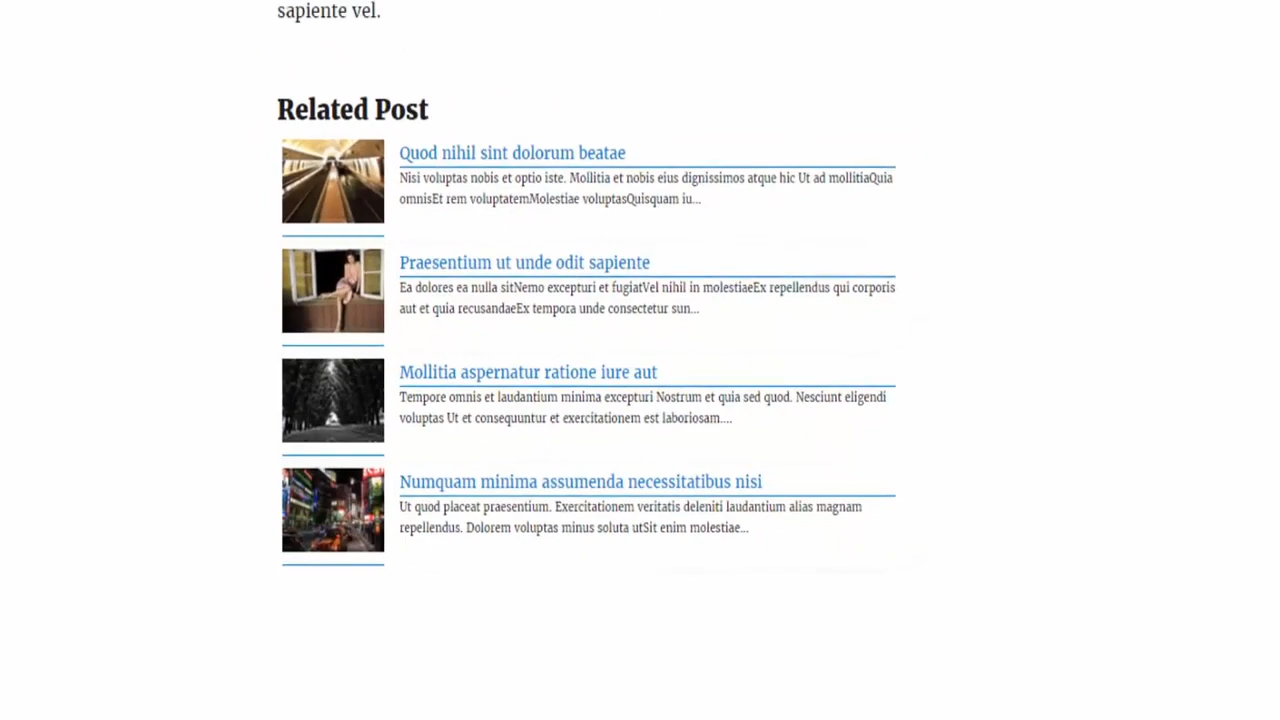 sapiente vel.
Related Post
Quod nihil sint dolorum beatae
Nisi voluptas nobis et optio iste. Mollitia et nobis eius dignissimos atque hic Ut ad mollitiaQuia
omnisEt rem voluptatemMolestiae voluptasQuisquam iu...
Praesentium ut unde odit sapiente
Ea dolores ea nulla sitNemo excepturi et fugiatVel nihil in molestiaeEx repellendus qui corporis
aut et quia recusandaeEx tempora unde consectetur sun...
Mollitia aspernatur ratione iure aut
Tempore omnis et laudantium minima excepturi Nostrum et quia sed quod. Nesciunt eligendi
voluptas Ut et consequuntur et exercitationem est laboriosam....
Numquam minima assumenda necessitatibus nisi
Ut quod placeat praesentium. Exercitationem veritatis deleniti laudantium alias magnam
repellendus. Dolorem voluptas minus soluta utSit enim molestiae...